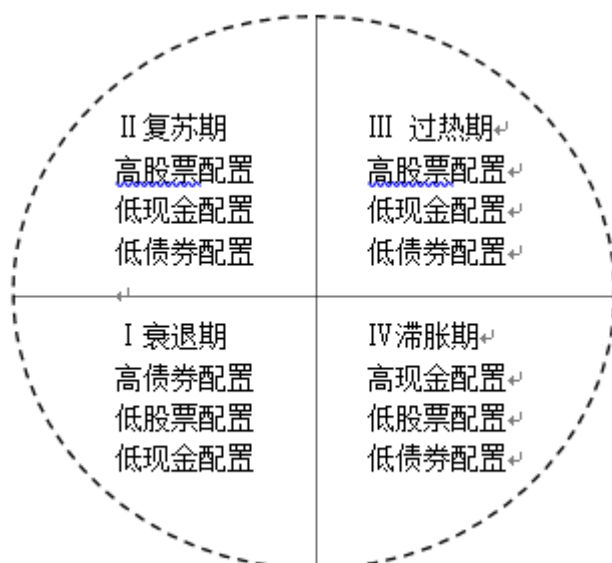 Ⅱ复苏期
高股票配置
低现金配置
低债券配置
Ⅲ 过热期
高股票配置
低现金配置
低债券配置
Ⅰ衰退期
高债券配置
低股票配置
低现金配置
Ⅳ滞胀期
高现金配置
低股票配置
低债券配置